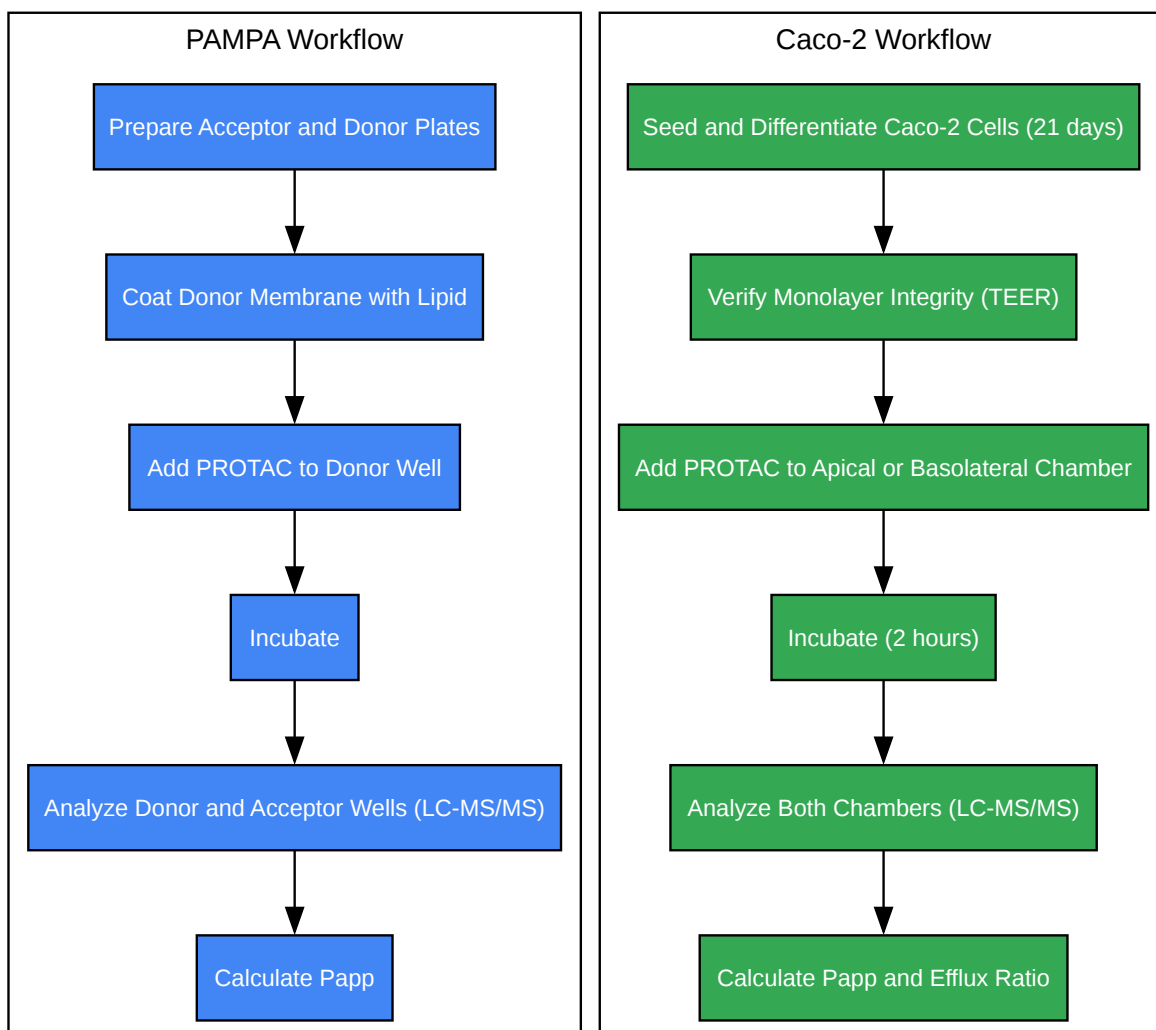 PAMPA Workflow
Prepare Acceptor and Donor Plates
Coat Donor Membrane with Lipid
Add PROTAC to Donor Well
Incubate
Analyze Donor and Acceptor Wells (LC-MS/MS)
Calculate Papp
Caco-2 Workflow
Seed and Differentiate Caco-2 Cells (21 days)
Verify Monolayer Integrity (TEER)
Add PROTAC to Apical or Basolateral Chamber
Incubate (2 hours)
Analyze Both Chambers (LC-MS/MS)
Calculate Papp and Efflux Ratio